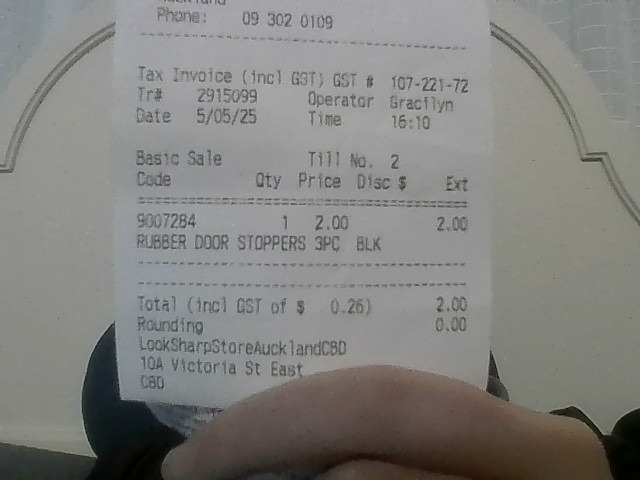 Phone: 09 302 0109
Tax Invoice (incl GST) GST # 107-221-72
Tr# 2915099 Operator Gracilyn
Date 5/05/25 Time 16:10
Basic Sale Till No. 2
Code Qty Price Disc $ Ext
9007284 1 2.00 2.00
RUBBER DOOR STOPPERS 3PC BLK
Total (incl GST of $ 0.26) 2.00
Rounding 0.00
LookSharpStoreAucklandCBD
10A Victoria St East
CBD